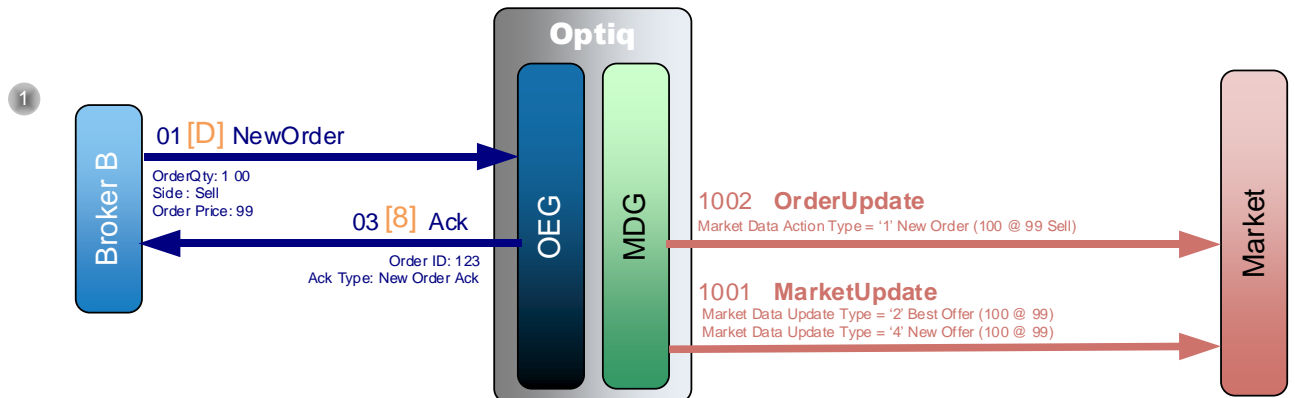 Optiq
1
Broker B
01 [D] NewOrder
OrderQty: 1 00
Side : Sell
Order Price: 99
03 [8] Ack
Order ID: 123
Ack Type: New Order Ack
OEG
MDG
1002 OrderUpdate
Market Data Action Type = ‘1’ New Order (100 @ 99 Sell)
1001 MarketUpdate
Market Data Update Type = ‘2’ Best Offer (100 @ 99)
Market Data Update Type = ‘4’ New Offer (100 @ 99)
Market